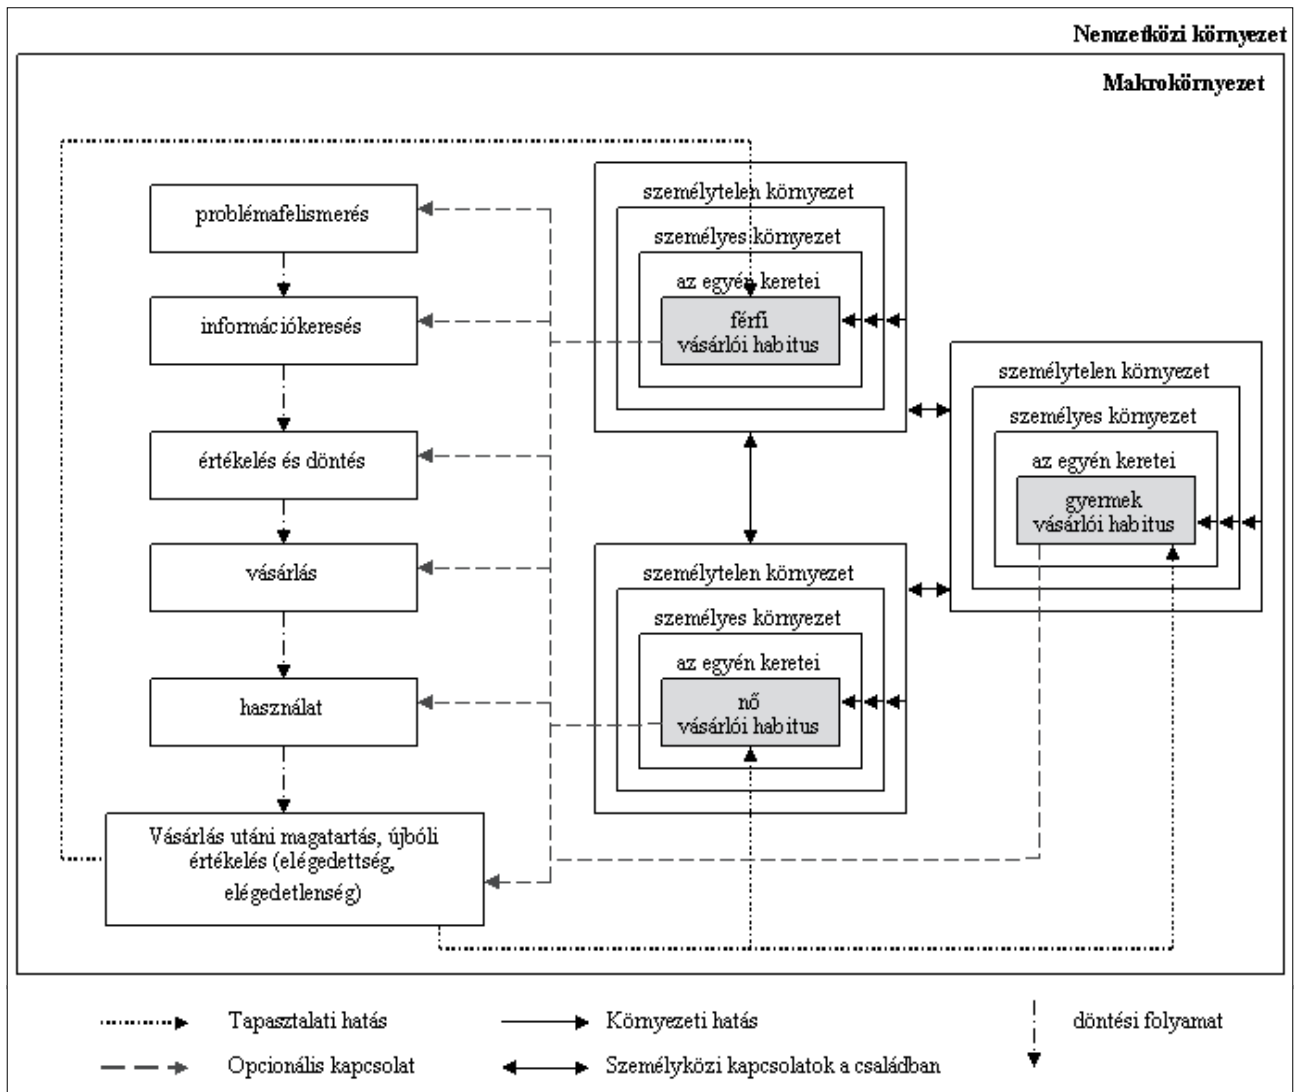 Nemzetközi környezet
Makrokörnyezet
problémafelismerés
információkeresés
értékelés és döntés
vásárlás
használat
Vásárlás utáni magatartás, újbóli
értékelés (elégedettség,
elégedetlenség)
személytelen környezet
személyes környezet
az egyén keretei
férfi
vásárlói habitus
személytelen környezet
személyes környezet
az egyén keretei
gyermek
vásárlói habitus
személytelen környezet
személyes környezet
az egyén keretei
nő
vásárlói habitus
Tapasztalati hatás
Környezeti hatás
döntési folyamat
Opcionális kapcsolat
Személyközi kapcsolatok a családban